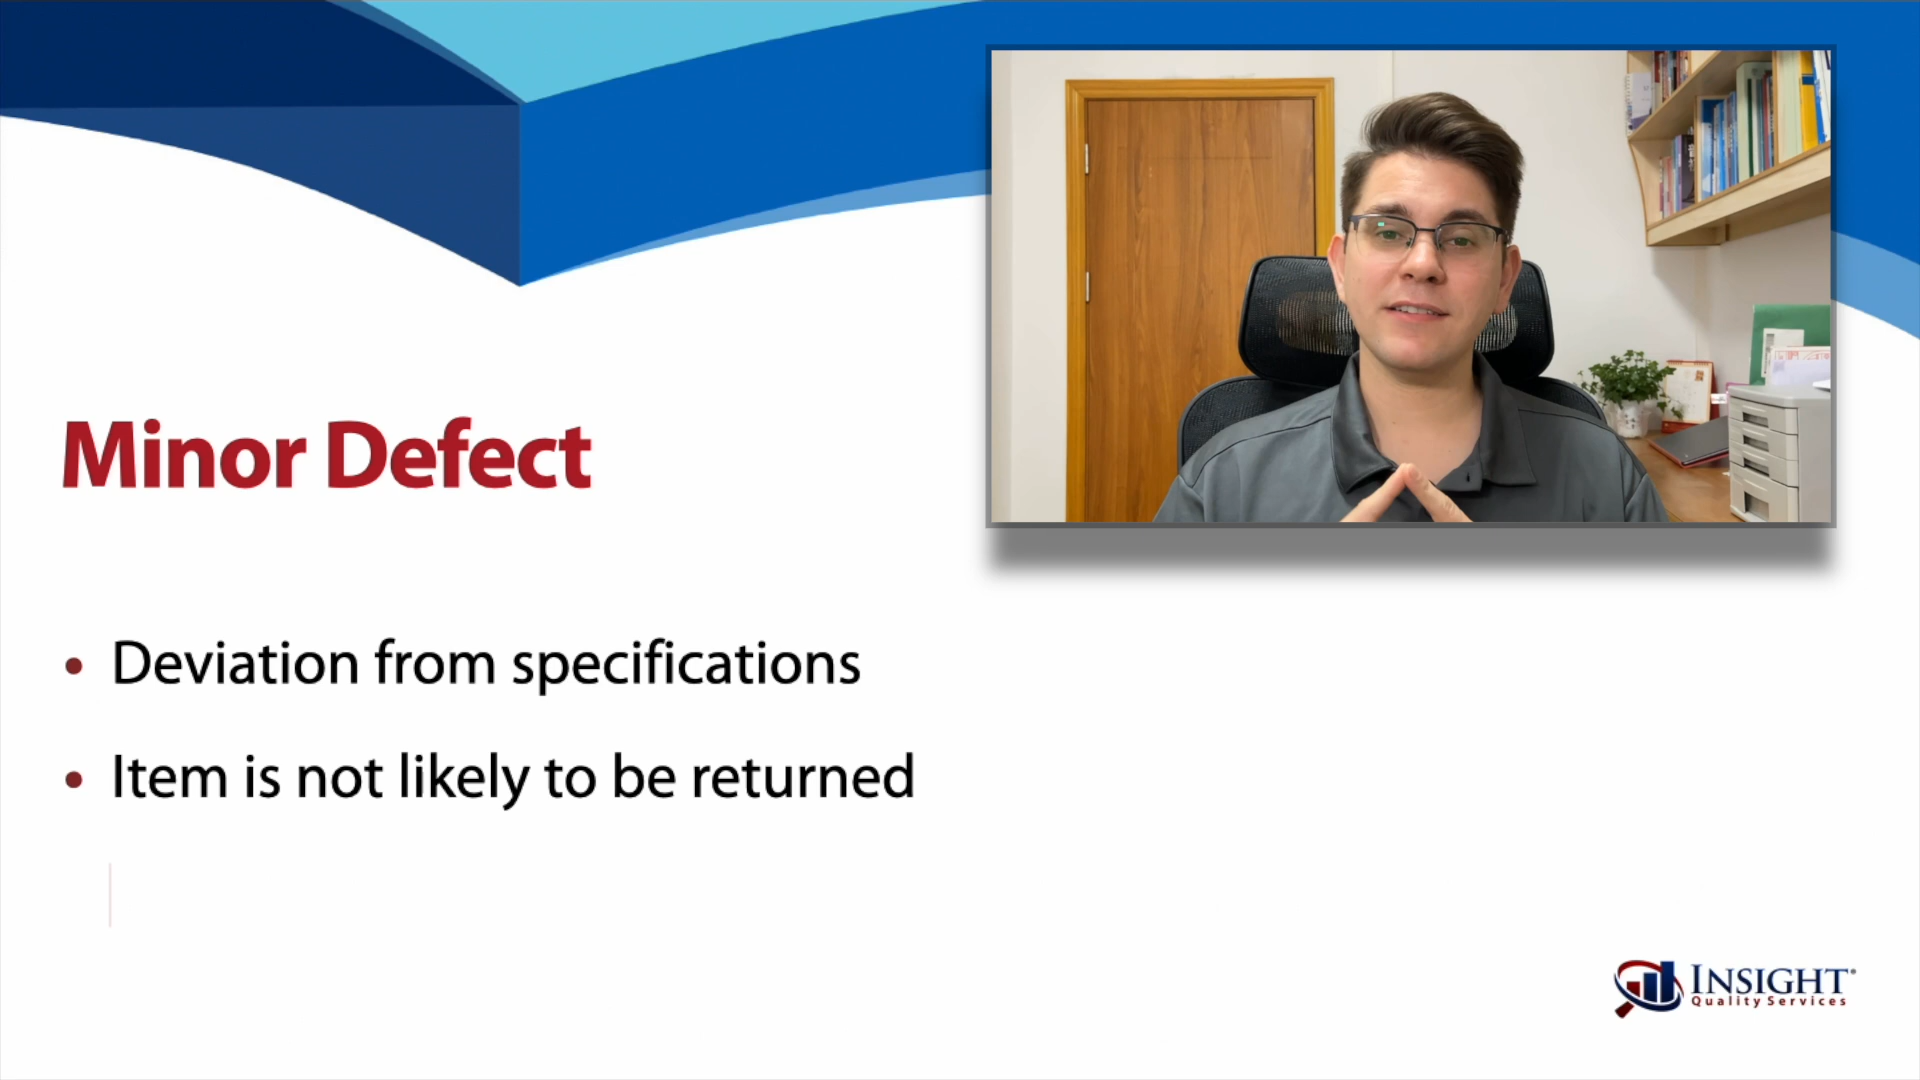 Minor Defect
• Deviation from specifications
• Item is not likely to be returned
INSIGHT®
Quality Services